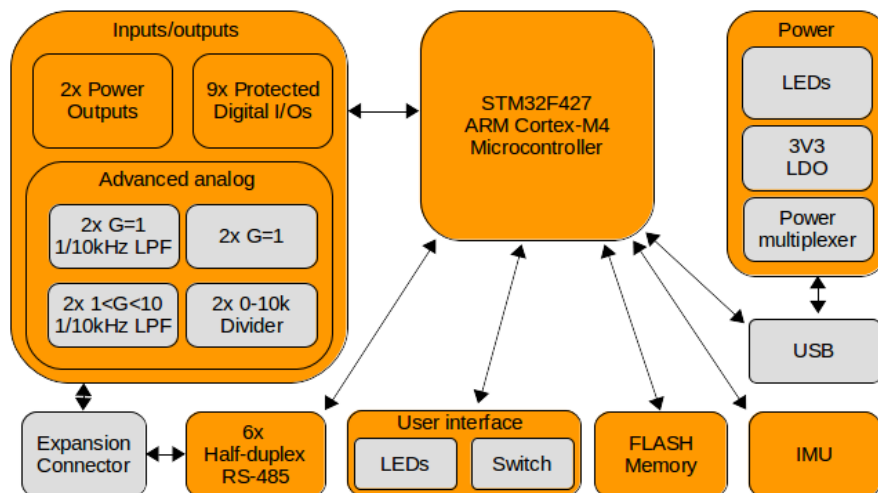 Inputs/outputs
2x Power
Outputs
9x Protected
Digital I/Os
Advanced analog
2x G=1
1/10kHz LPF
2x G=1
2x 1<G<10
1/10kHz LPF
2x 0-10k
Divider
STM32F427
ARM Cortex-M4
Microcontroller
Power
LEDs
3V3
LDO
Power
multiplexer
USB
Expansion
Connector
6x
Half-duplex
RS-485
User interface
LEDs
Switch
FLASH
Memory
IMU